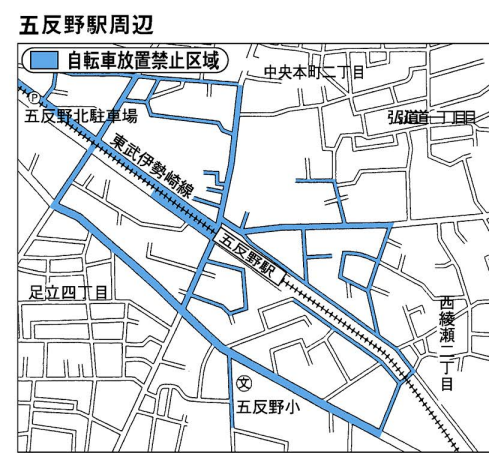 五反野駅周辺
自転車放置禁止区域
中央本町二丁目
P
五反野北駐車場
弘道一丁目
東武伊勢崎線
五反野駅
足立四丁目
西綾瀬二丁目
文
五反野小